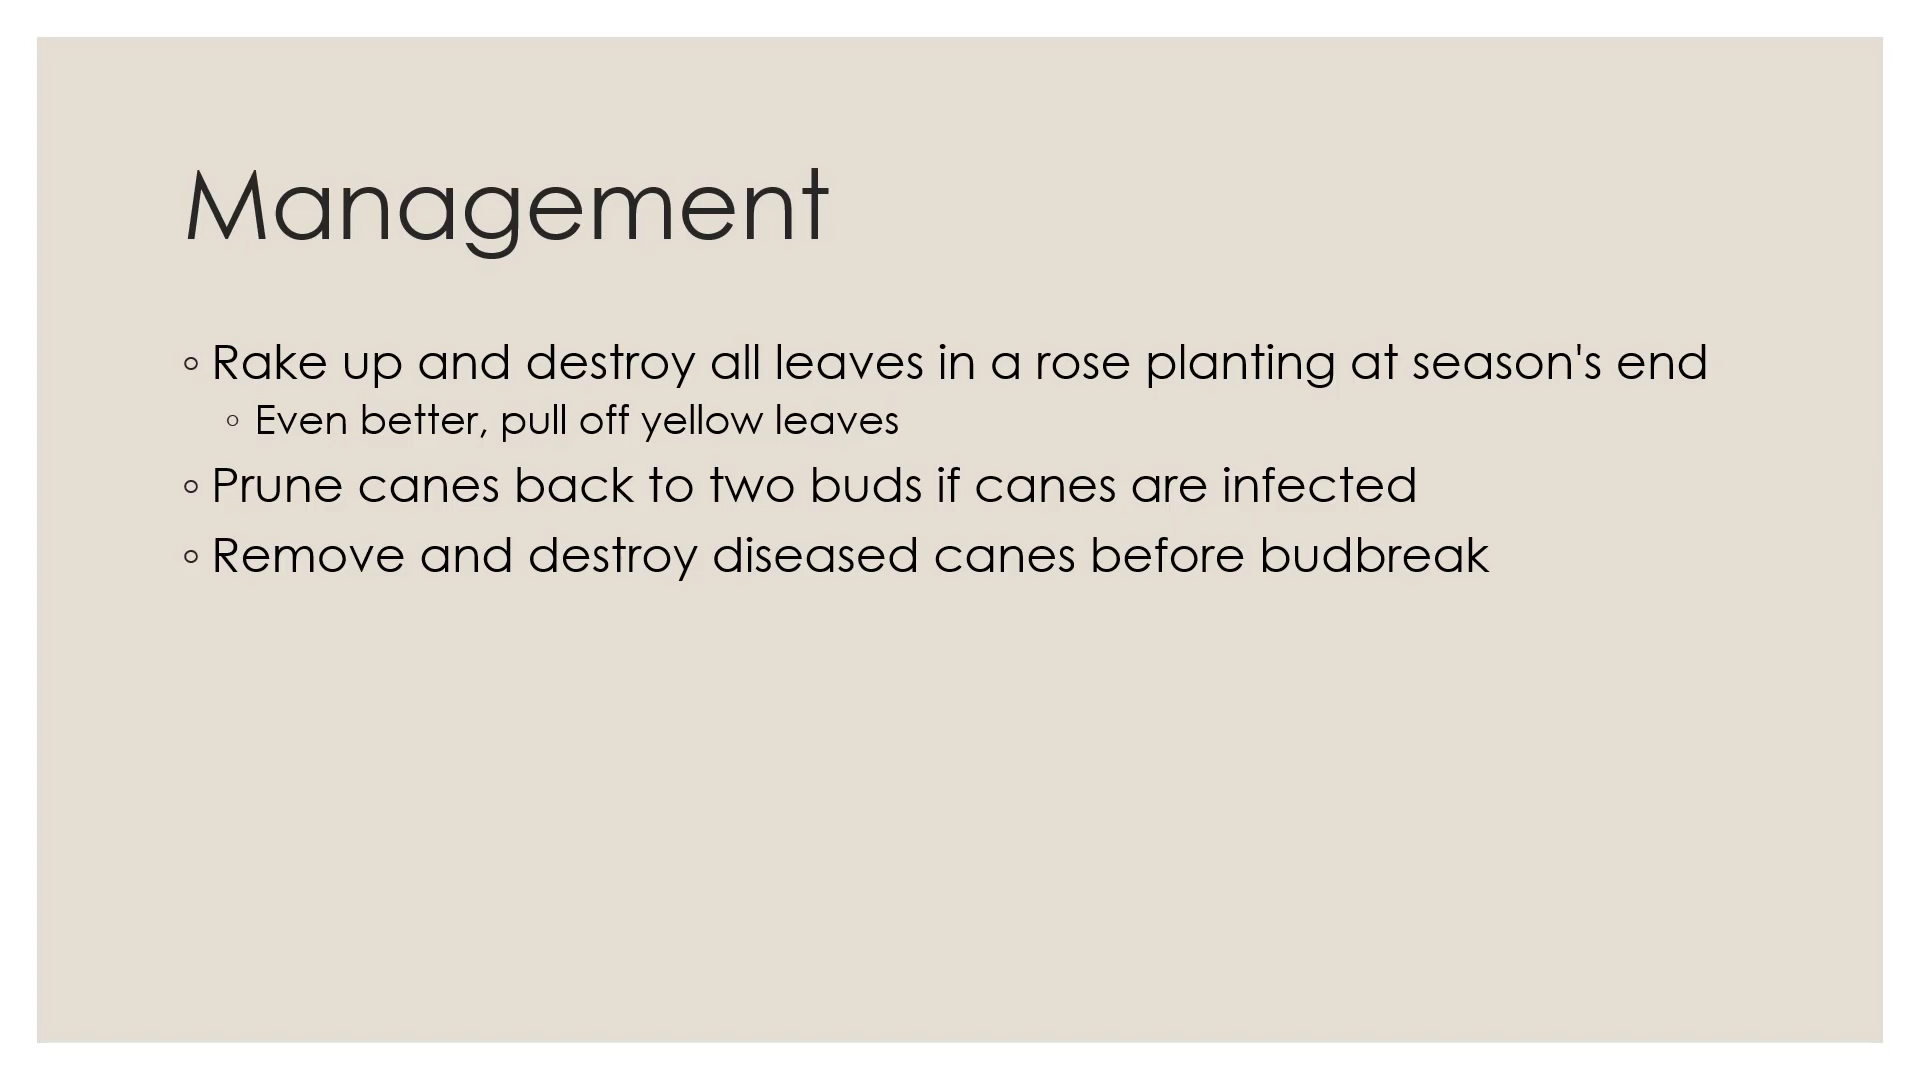 Management
◦ Rake up and destroy all leaves in a rose planting at season's end
◦ Even better, pull off yellow leaves
◦ Prune canes back to two buds if canes are infected
◦ Remove and destroy diseased canes before budbreak